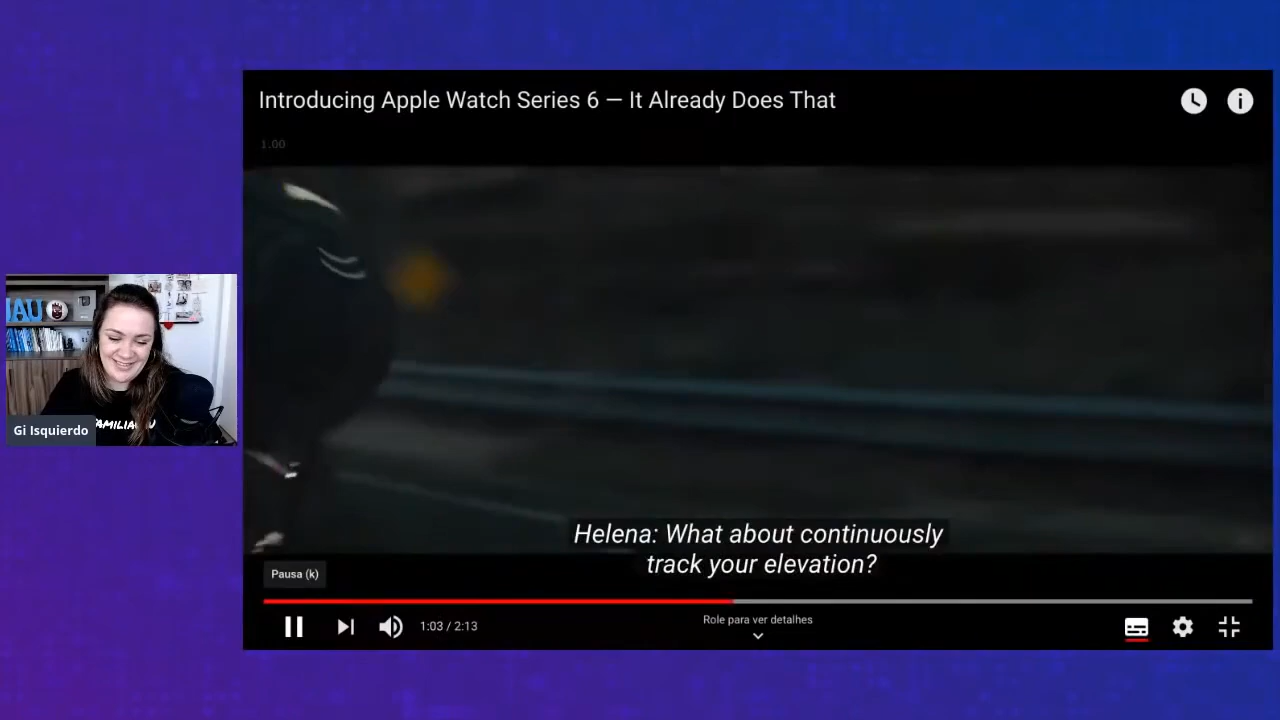 Introducing Apple Watch Series 6 — It Already Does That
1.00
UAU
Gi Isquierdo
Helena: What about continuously
track your elevation?
Pausa (k)
1:03 / 2:13
Role para ver detalhes